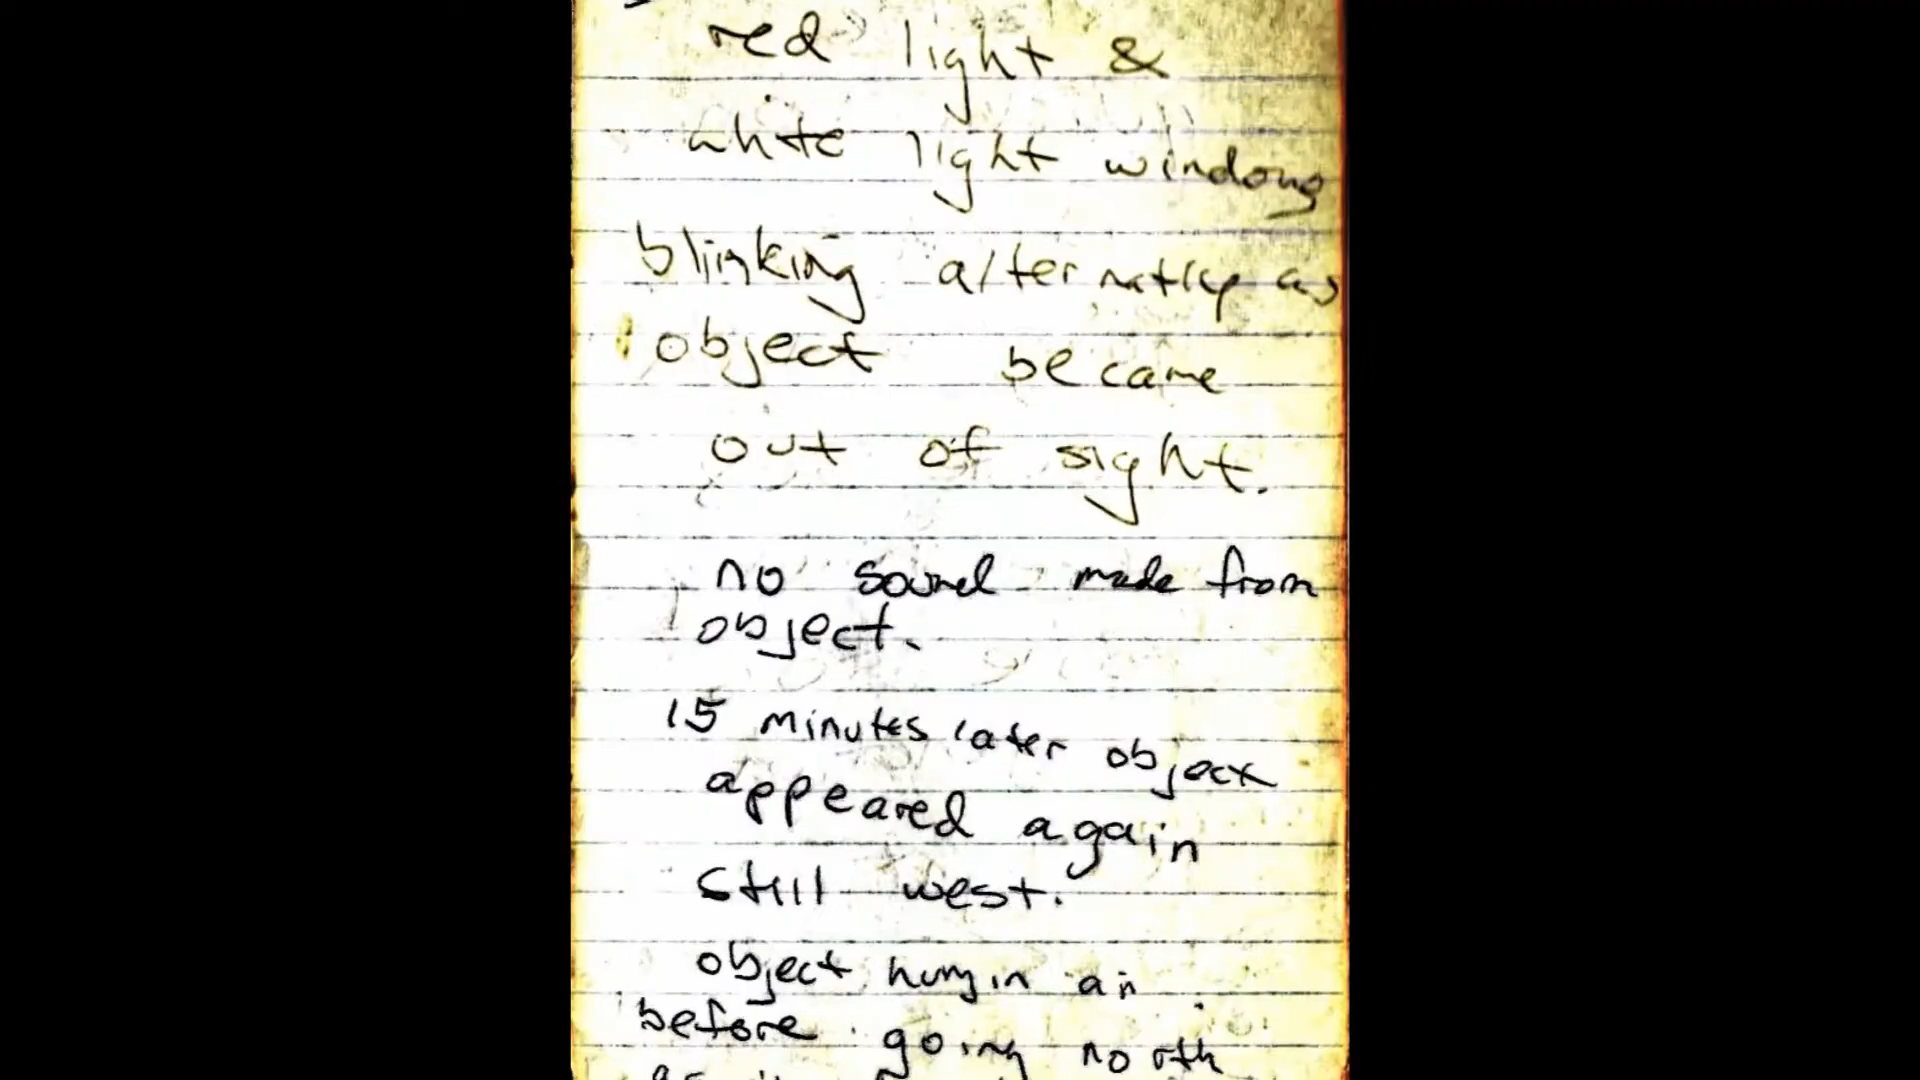 red light &
white light windows
blinking alternatly as
object became
out of sight.
no sound made from
object.
15 minutes later object
appeared again
still west.
object hung in air
before going north